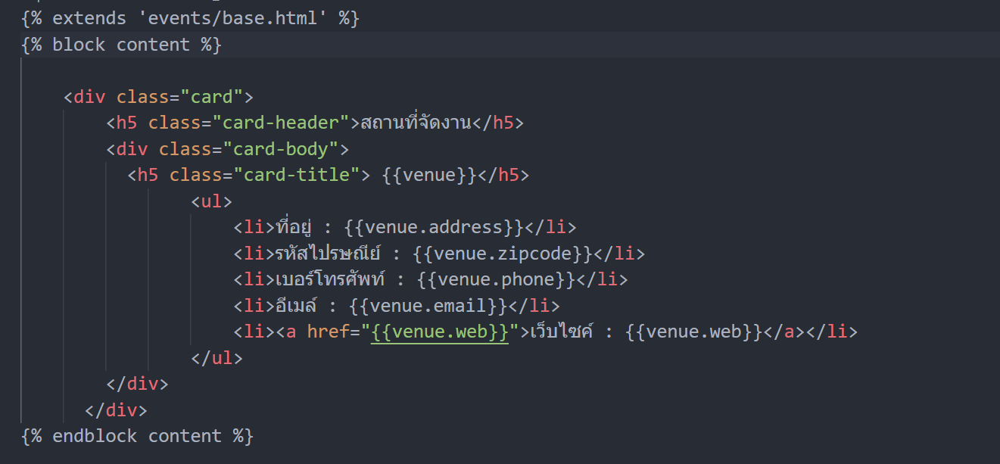 {% extends 'events/base.html' %}
{% block content %}
<div class="card">
<h5 class="card-header">สถานที่จัดงาน</h5>
<div class="card-body">
<h5 class="card-title"> {{venue}}</h5>
<ul>
<li>ที่อยู่ : {{venue.address}}</li>
<li>รหัสไปรษณีย์ : {{venue.zipcode}}</li>
<li>เบอร์โทรศัพท์ : {{venue.phone}}</li>
<li>อีเมล์ : {{venue.email}}</li>
<li><a href="{{venue.web}}">เว็บไซค์ : {{venue.web}}</a></li>
</ul>
</div>
</div>
{% endblock content %}